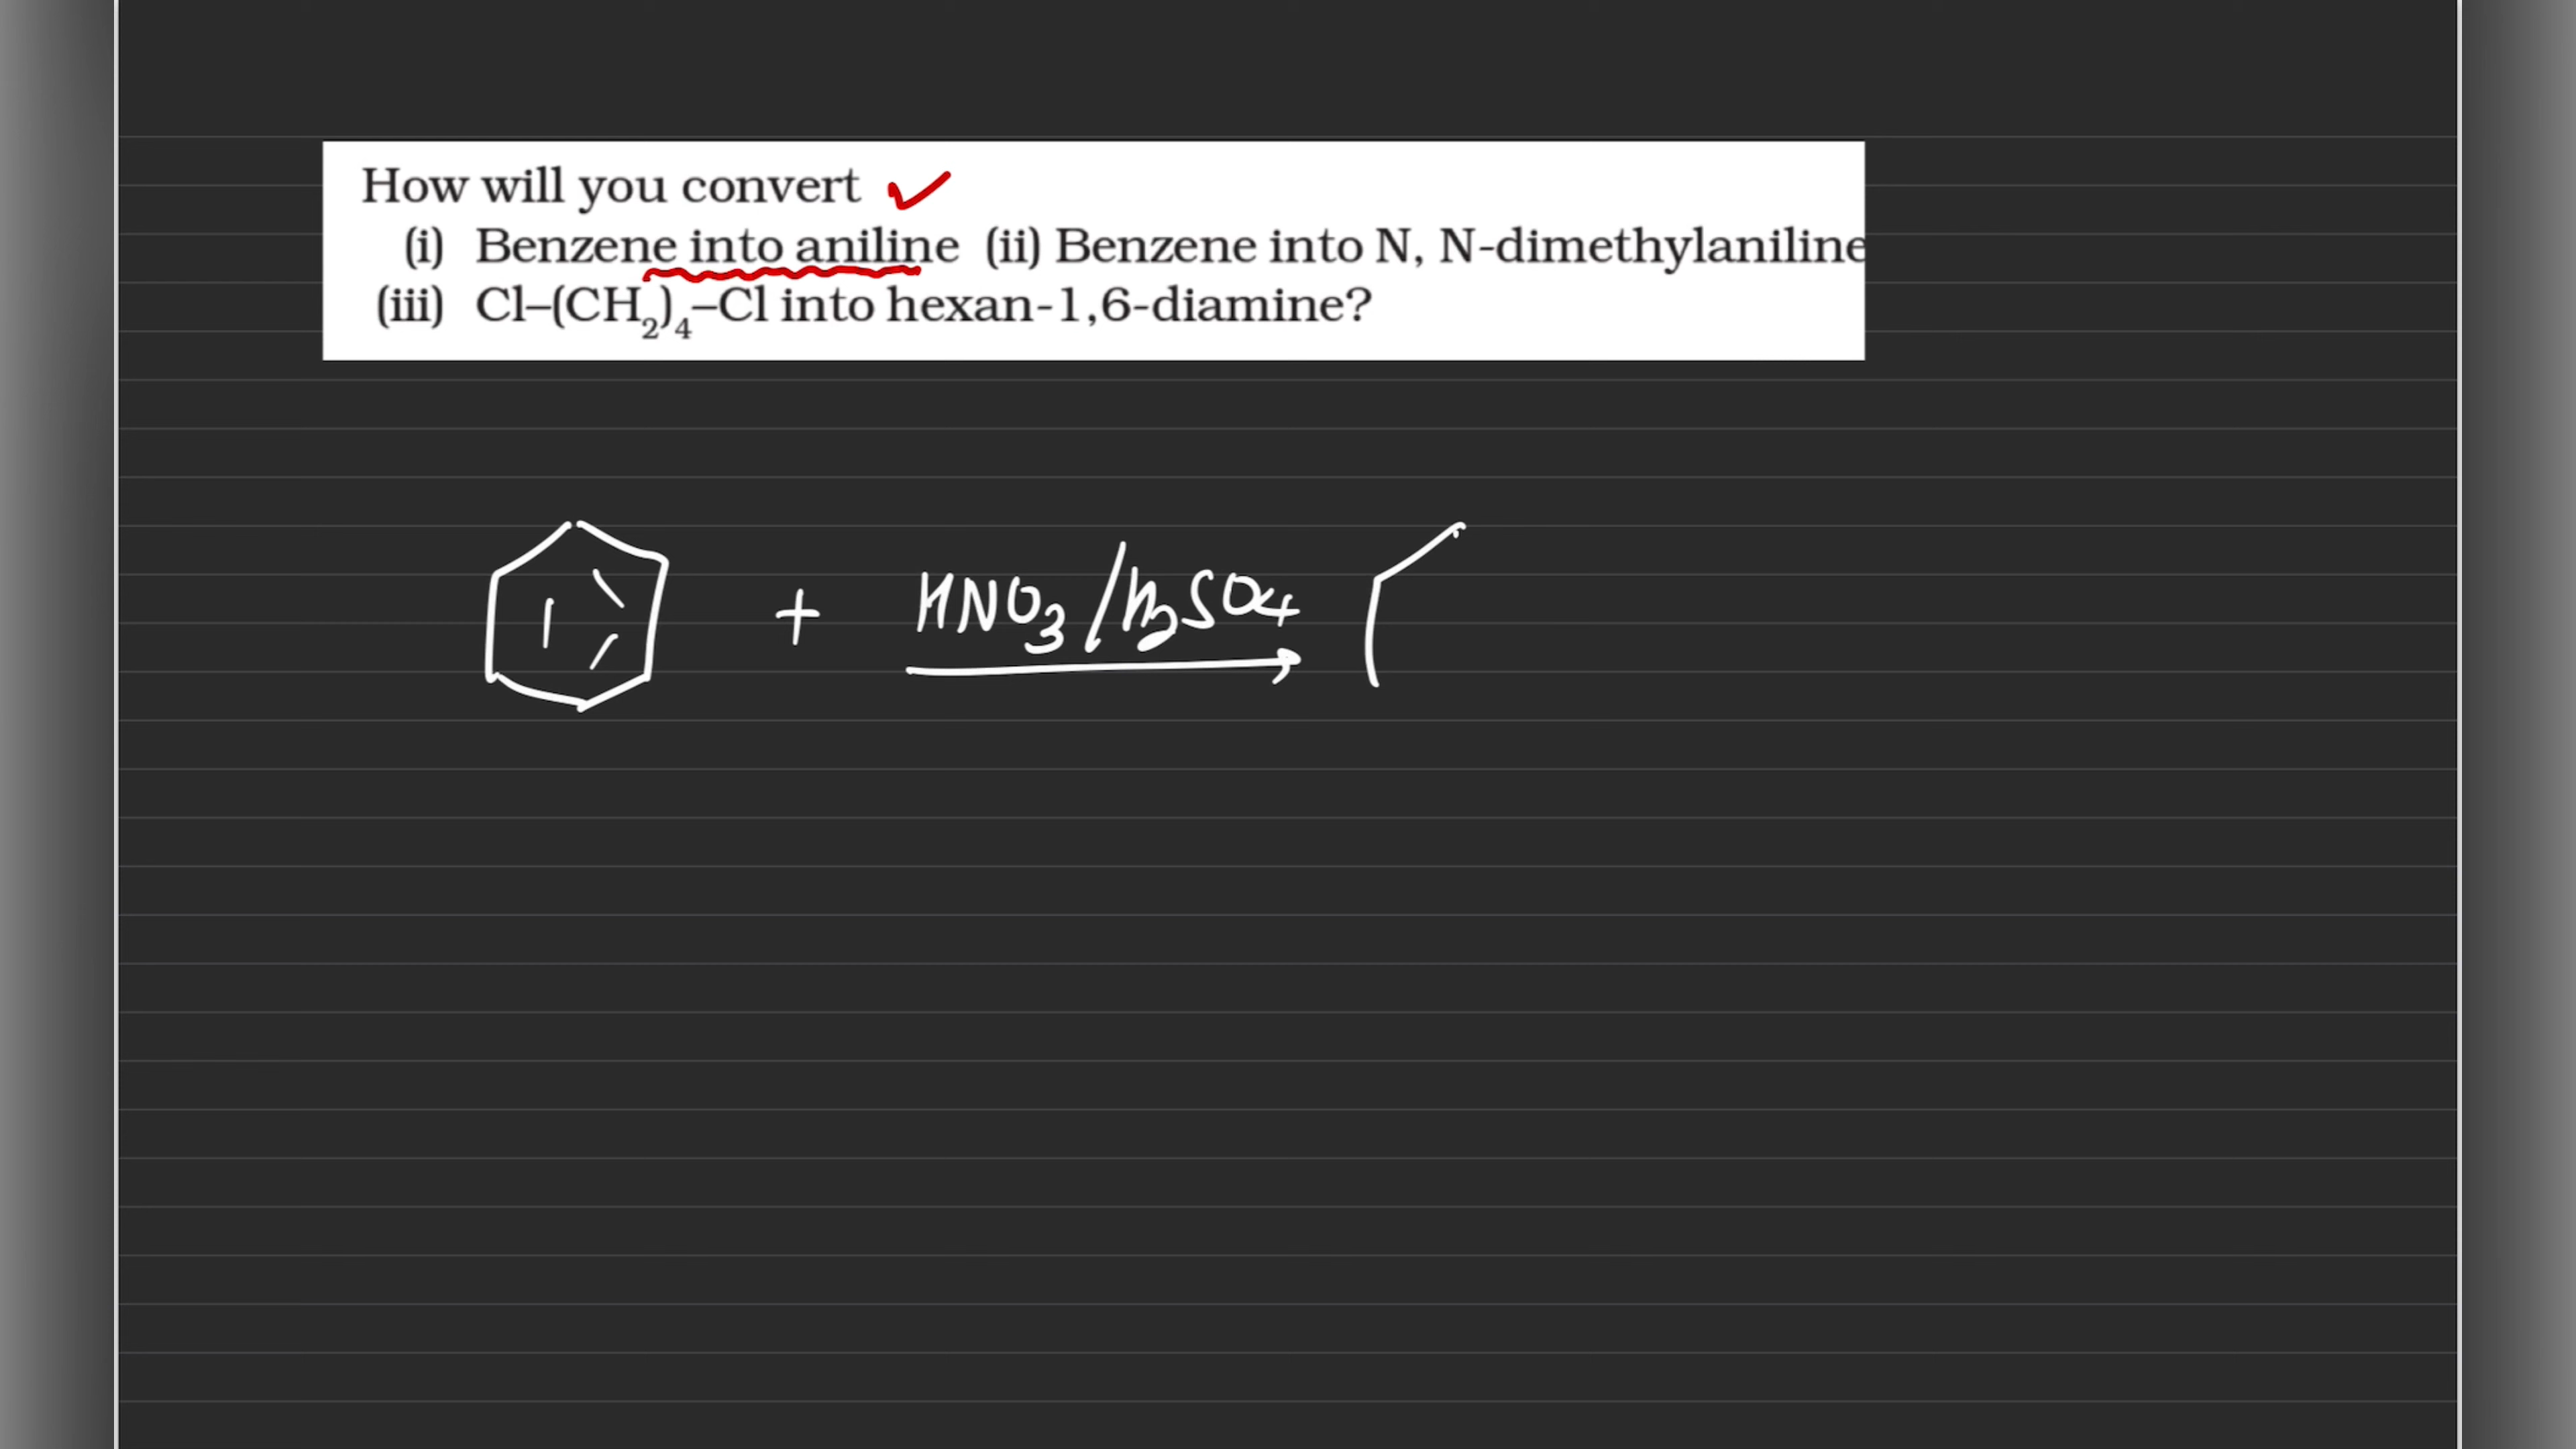 How will you convert
(i) Benzene into aniline (ii) Benzene into N, N-dimethylaniline
(iii) Cl–(CH₂)₄–Cl into hexan-1,6-diamine?
+ HNO₃/H₂SO₄